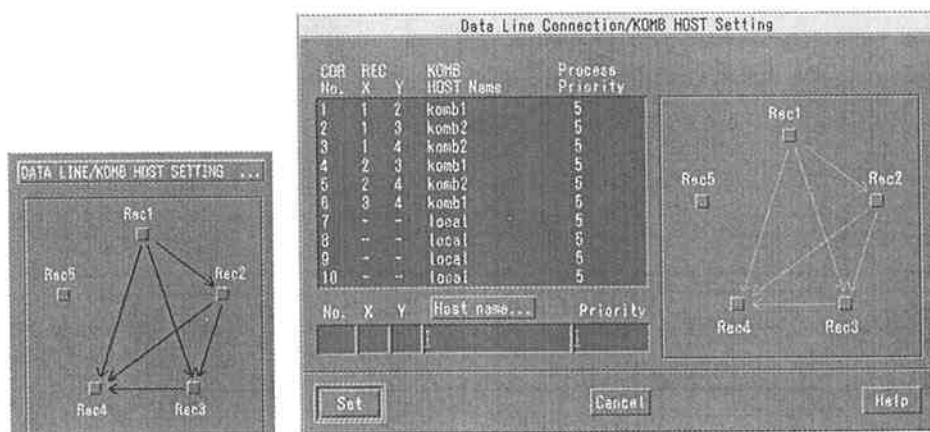 DATA LINE/KOMB HOST SETTING ...
Rec1
Rec5
Rec2
Rec4
Rec3
Data Line Connection/KOMB HOST Setting
COR REC KOMB Process
No. X Y HOST Name Priority
1 1 2 komb1 5
2 1 3 komb2 5
3 1 4 komb2 5
4 2 3 komb1 5
5 2 4 komb2 5
6 3 4 komb1 5
7 -- -- local 5
8 -- -- local 5
9 -- -- local 5
10 -- -- local 5
No. X Y Host name... Priority
Rec1
Rec5
Rec2
Rec4
Rec3
Set
Cancel
Help